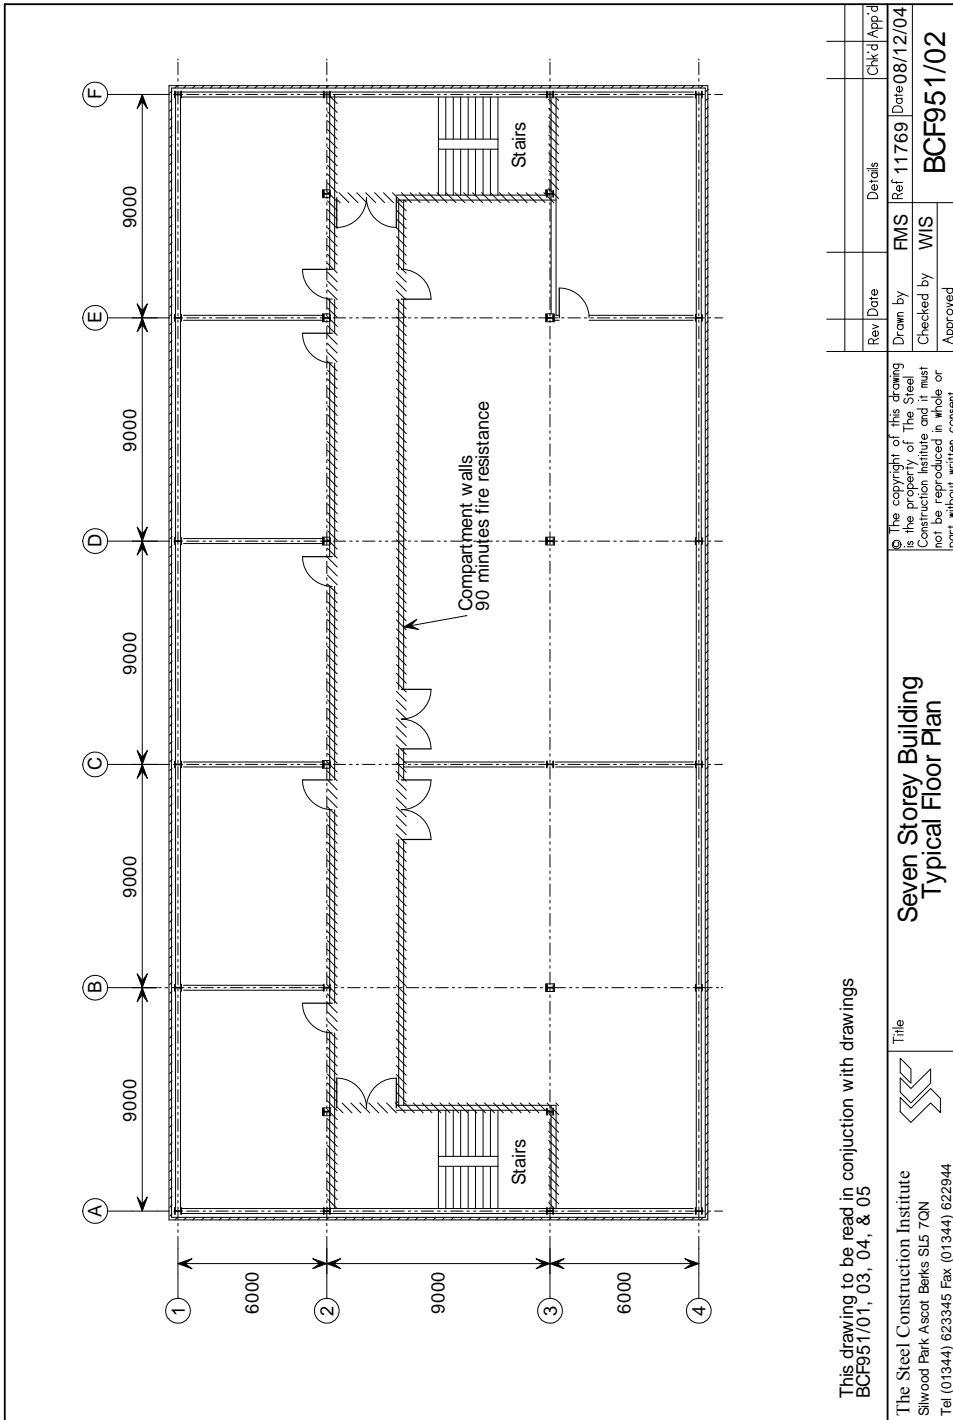 A
B
C
D
E
F
9000
9000
9000
9000
9000
1
2
3
4
6000
9000
6000
Stairs
Stairs
Compartment walls
90 minutes fire resistance
This drawing to be read in conjuction with drawings
BCF951/01, 03, 04, & 05
The Steel Construction Institute
Silwood Park Ascot Berks SL5 7QN
Tel (01344) 623345 Fax (01344) 622944
Title
Seven Storey Building
Typical Floor Plan
© The copyright of this drawing
is the property of The Steel
Construction Institute and it must
not be reproduced in whole or
part without written consent
Rev Date Details Chk'd App'd
Drawn by FMS Ref 11769 Date 08/12/04
Checked by WIS
Approved
BCF951/02